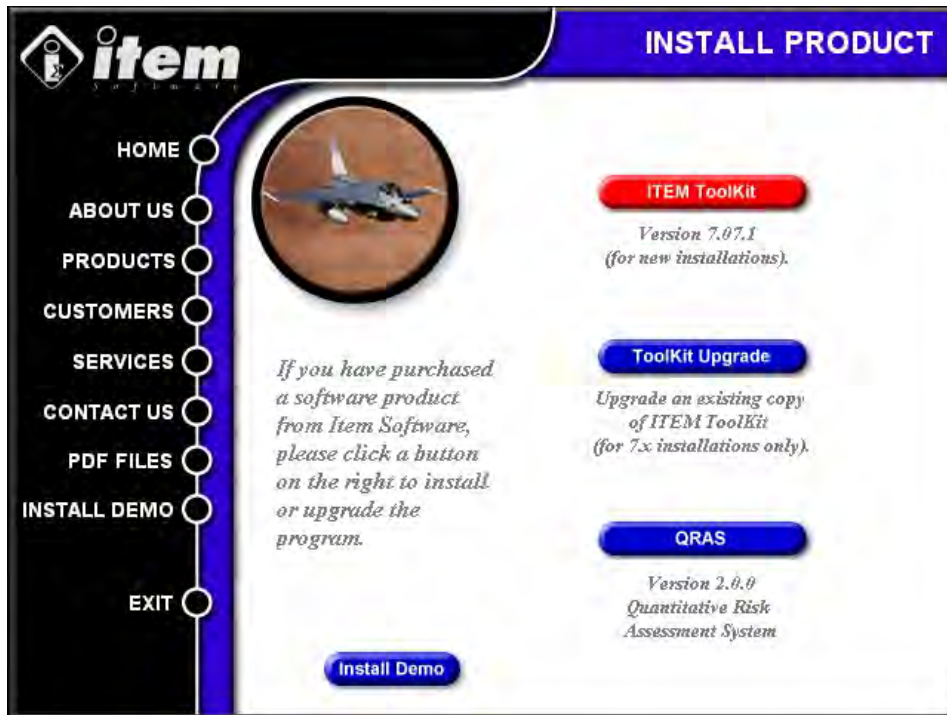 item
Software
INSTALL PRODUCT
HOME
ABOUT US
PRODUCTS
CUSTOMERS
SERVICES
CONTACT US
PDF FILES
INSTALL DEMO
EXIT
If you have purchased
a software product
from Item Software,
please click a button
on the right to install
or upgrade the
program.
Install Demo
ITEM ToolKit
Version 7.07.1
(for new installations).
ToolKit Upgrade
Upgrade an existing copy
of ITEM ToolKit
(for 7.x installations only).
QRAS
Version 2.0.0
Quantitative Risk
Assessment System